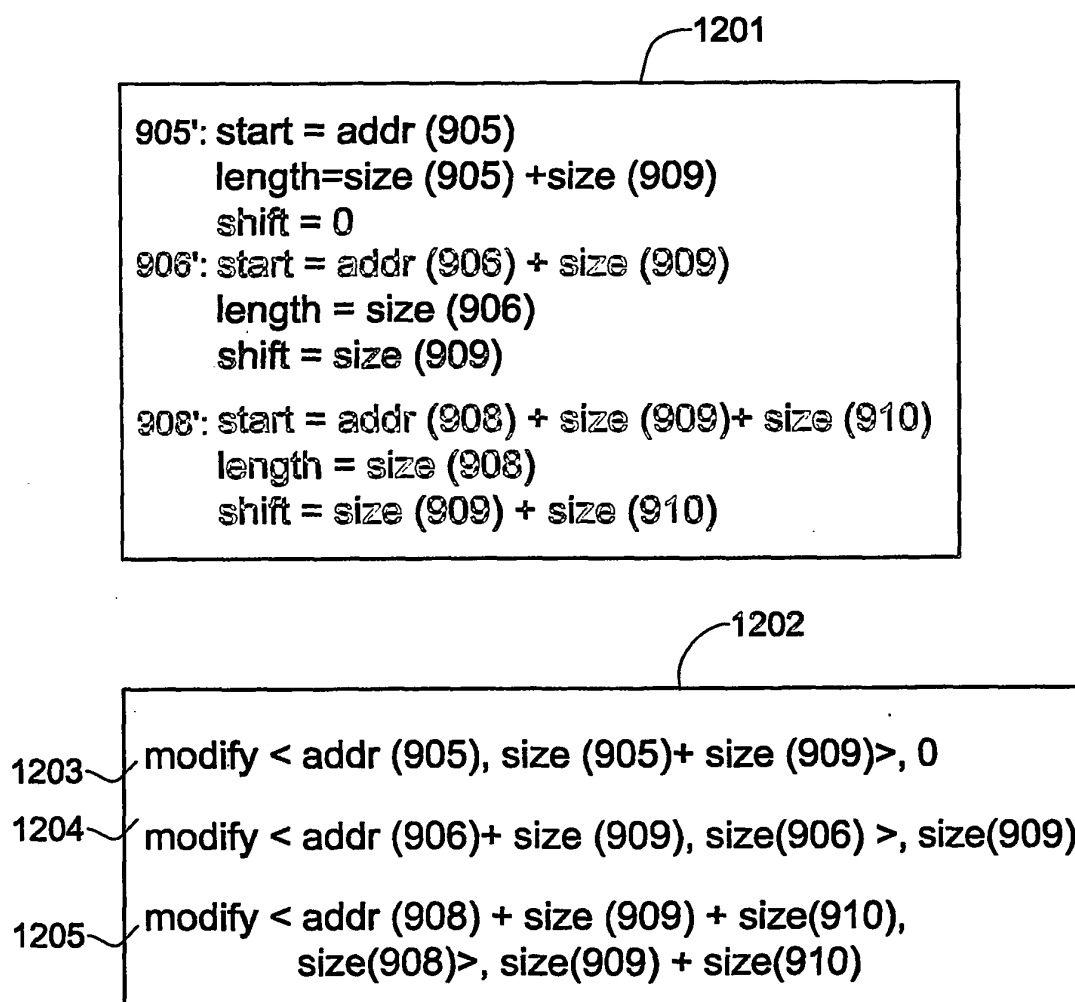 1201
905': start = addr (905)
length=size (905) +size (909)
shift = 0
906': start = addr (906) + size (909)
length = size (906)
shift = size (909)
908': start = addr (908) + size (909)+ size (910)
length = size (908)
shift = size (909) + size (910)
1202
1203 modify < addr (905), size (905)+ size (909)>, 0
1204 modify < addr (906)+ size (909), size(906) >, size(909)
1205 modify < addr (908) + size (909) + size(910),
size(908)>, size(909) + size(910)